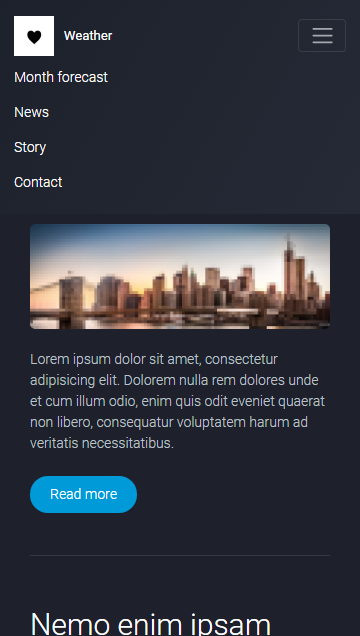 Weather
Month forecast
News
Story
Contact
Lorem ipsum dolor sit amet, consectetur
adipisicing elit. Dolorem nulla rem dolores unde
et cum illum odio, enim quis odit eveniet quaerat
non libero, consequatur voluptatem harum ad
veritatis necessitatibus.
Read more
Nemo enim ipsam